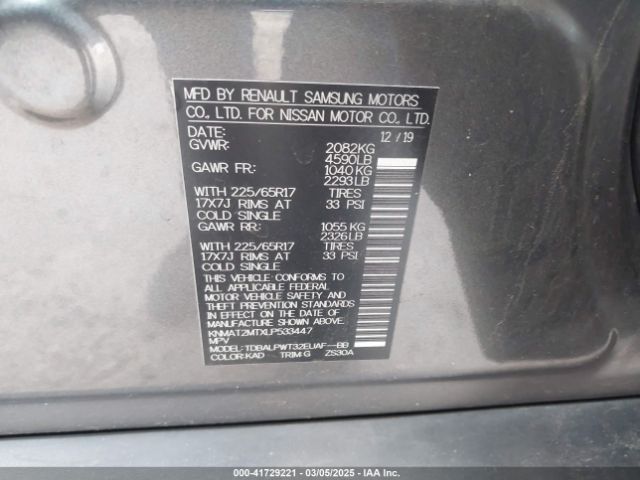 MFD BY RENAULT SAMSUNG MOTORS
CO., LTD. FOR NISSAN MOTOR CO., LTD.
DATE: 12/19
GVWR: 2082KG
4590LB
GAWR FR: 1040KG
2293LB
WITH 225/65R17 TIRES
17X7J RIMS AT 33 PSI
COLD SINGLE
GAWR RR: 1055 KG
2326LB
WITH 225/65R17 TIRES
17X7J RIMS AT 33 PSI
COLD SINGLE
THIS VEHICLE CONFORMS TO
ALL APPLICABLE FEDERAL
MOTOR VEHICLE SAFETY AND
THEFT PREVENTION STANDARDS
IN EFFECT ON THE DATE OF
MANUFACTURE SHOWN ABOVE.
KNMAT2MTXLP533447
MPV
MODEL: TDBALPWT32EUAF--BB
COLOR:KAD TRIM:G ZS30A
000-41729221 | 03/05/2025 | IAA Inc.